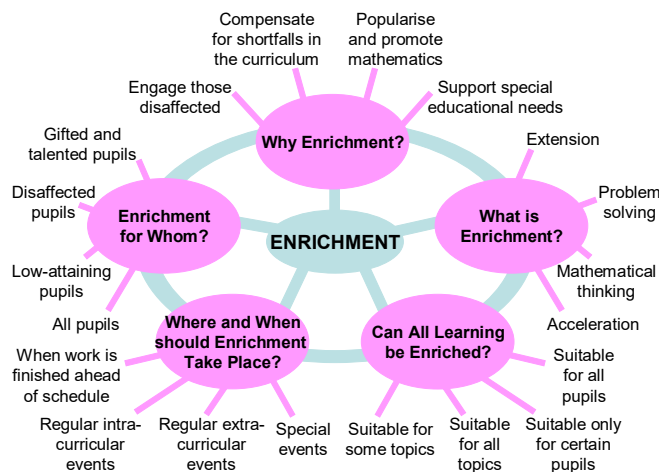 Compensate
for shortfalls in
the curriculum
Popularise
and promote
mathematics
Engage those
disaffected
Support special
educational needs
Why Enrichment?
Gifted and
talented pupils
Disaffected
pupils
Low-attaining
pupils
All pupils
Enrichment
for Whom?
ENRICHMENT
Extension
Problem
solving
What is
Enrichment?
Mathematical
thinking
Acceleration
Where and When
should Enrichment
Take Place?
When work is
finished ahead
of schedule
Regular intra-
curricular
events
Regular extra-
curricular
events
Special
events
Can All Learning
be Enriched?
Suitable for
some topics
Suitable
for all
topics
Suitable only
for certain
pupils
Suitable
for all
pupils